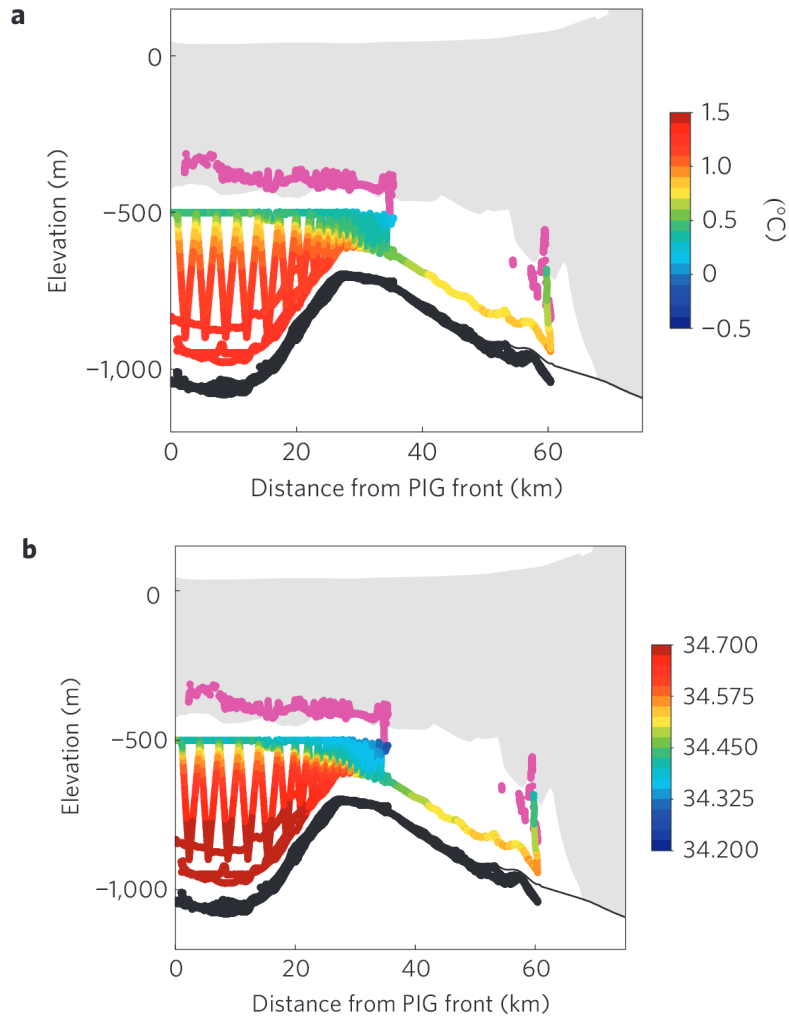 a
0
−500
−1,000
Elevation (m)
0 20 40 60
Distance from PIG front (km)
1.5
1.0
0.5
0
−0.5
(°C)
b
0
−500
−1,000
Elevation (m)
0 20 40 60
Distance from PIG front (km)
34.700
34.575
34.450
34.325
34.200